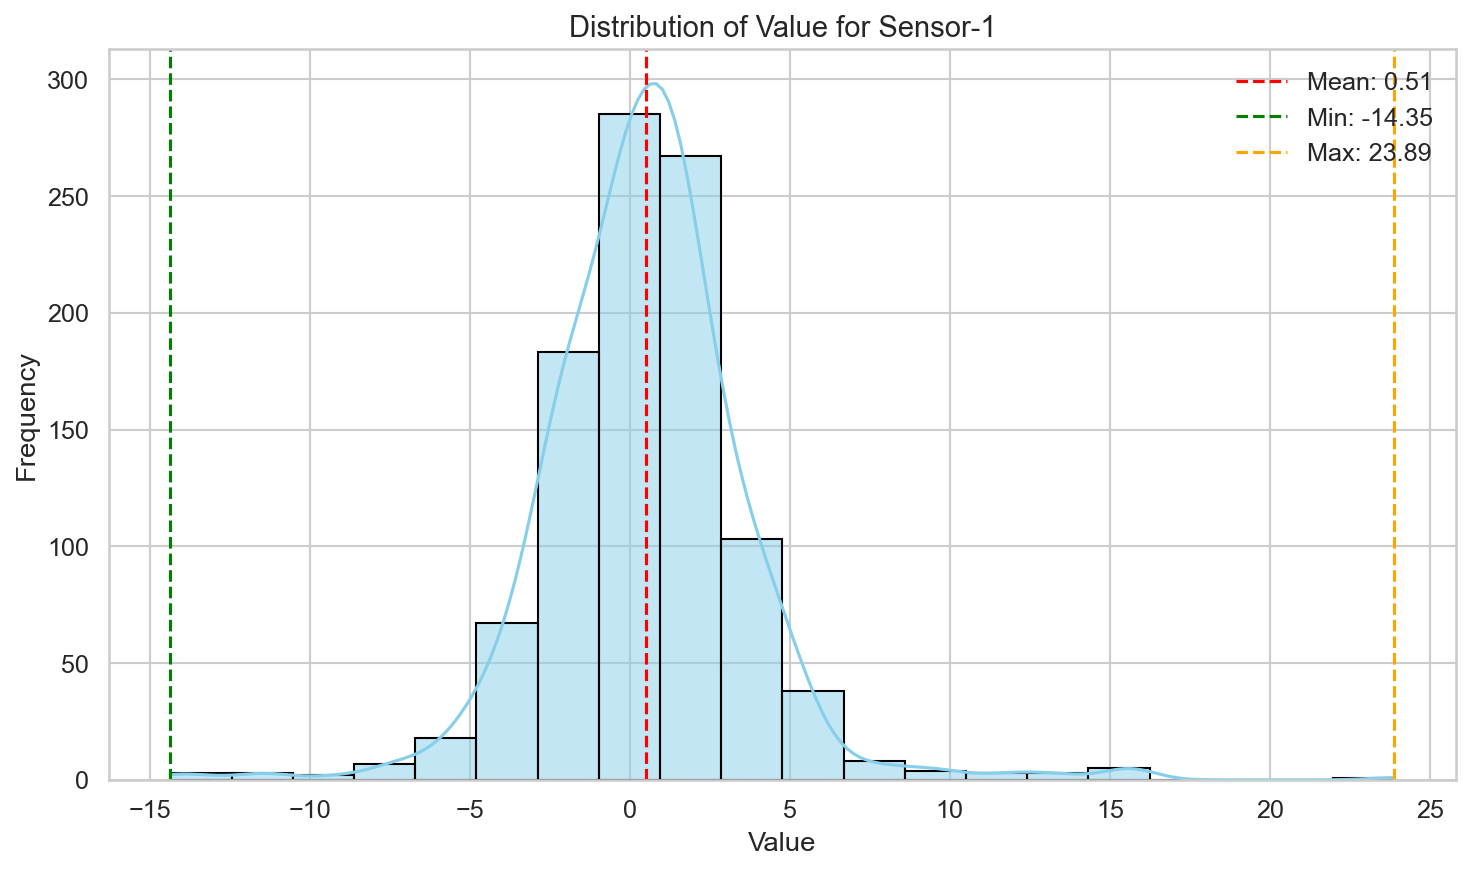 Distribution of Value for Sensor-1
Mean: 0.51
Min: -14.35
Max: 23.89
300
250
200
150
100
50
0
Frequency
−15 −10 −5 0 5 10 15 20 25
Value